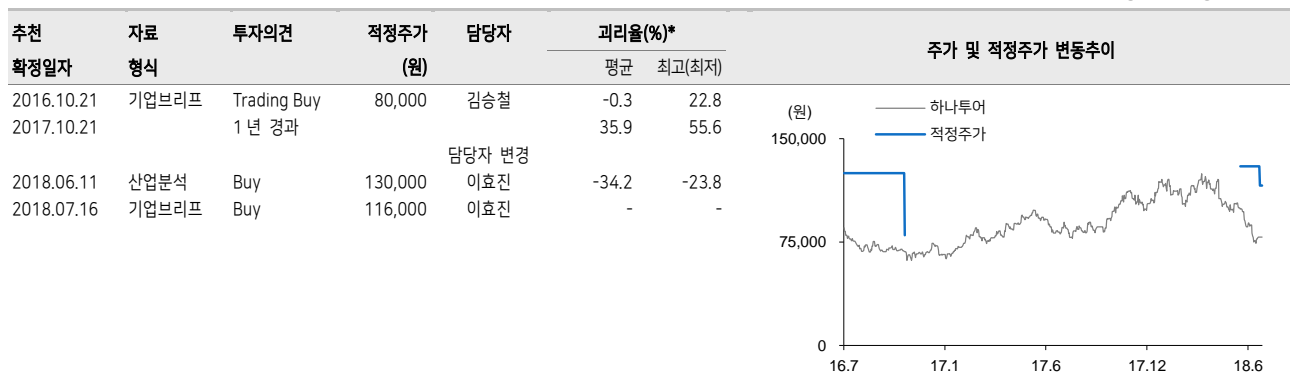 추천 자료 투자의견 적정주가 담당자 괴리율(%)* 주가 및 적정주가 변동추이
확정일자 형식 (원) 평균 최고(최저)
2016.10.21 기업브리프 Trading Buy 80,000 김승철 -0.3 22.8
2017.10.21 1년 경과 35.9 55.6
담당자 변경
2018.06.11 산업분석 Buy 130,000 이효진 -34.2 -23.8
2018.07.16 기업브리프 Buy 116,000 이효진 - -
(원)
하나투어
적정주가
150,000
75,000
0
16.7 17.1 17.6 17.12 18.6